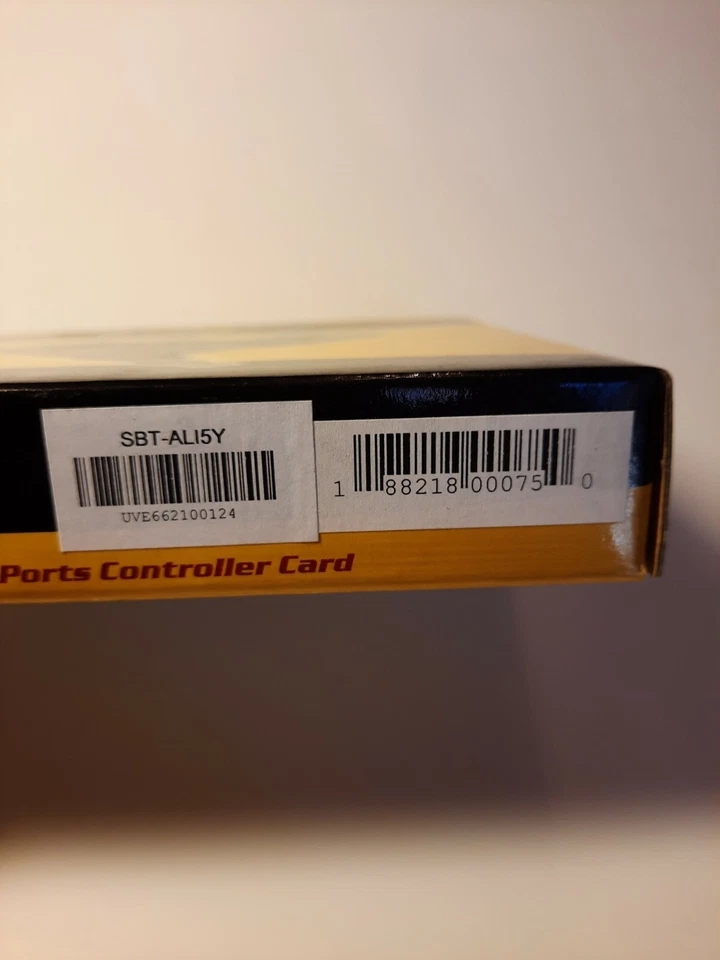 SBT-ALI5Y
UVE662100124
1 88218 00075 0
Ports Controller Card